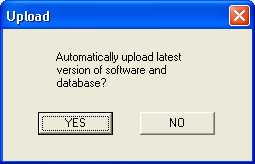 Upload
Automatically upload latest
version of software and
database?
YES
NO